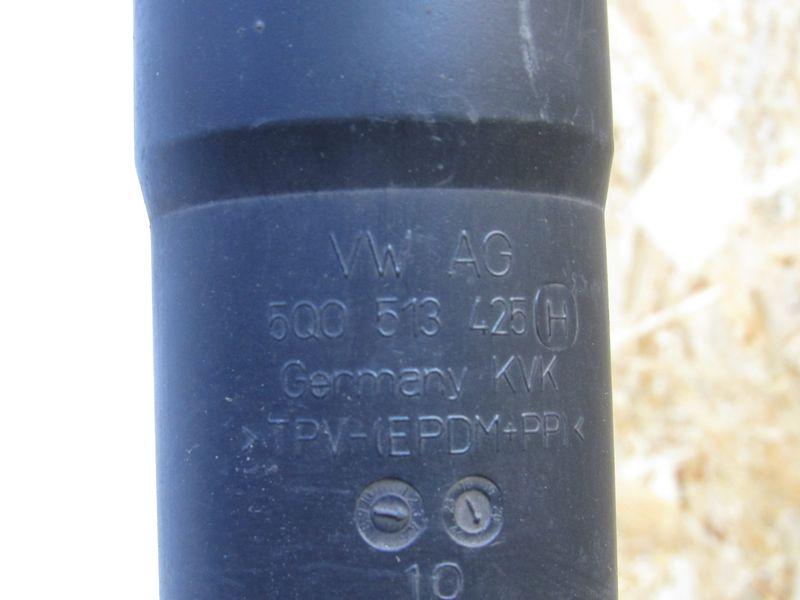 VW AG
5Q0 513 425 H
Germany KVK
>TPV-(EPDM+PP)<
10